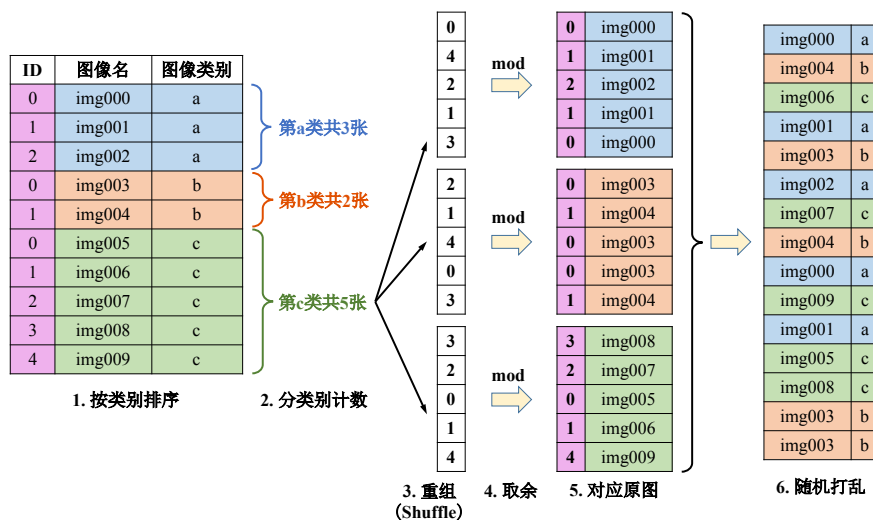 ID 图像名 图像类别
0 img000 a
1 img001 a
2 img002 a
0 img003 b
1 img004 b
0 img005 c
1 img006 c
2 img007 c
3 img008 c
4 img009 c
1. 按类别排序
第a类共3张
第b类共2张
第c类共5张
2. 分类别计数
0
4
2
1
3
2
1
4
0
3
3
2
0
1
4
3. 重组
(Shuffle)
mod
mod
mod
4. 取余
0 img000
1 img001
2 img002
1 img001
0 img000
0 img003
1 img004
0 img003
0 img003
1 img004
3 img008
2 img007
0 img005
1 img006
4 img009
5. 对应原图
img000 a
img004 b
img006 c
img001 a
img003 b
img002 a
img007 c
img004 b
img000 a
img009 c
img001 a
img005 c
img008 c
img003 b
img003 b
6. 随机打乱